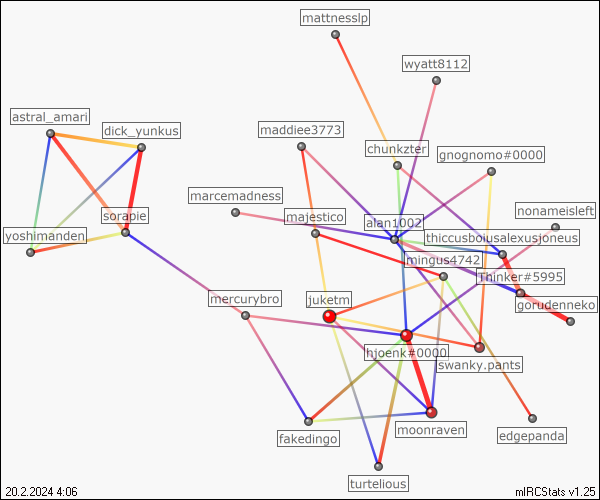 mattnesslp
wyatt8112
astral_amari
dick_yunkus
maddiee3773
chunkzter
gnognomo#0000
marcemadness
majestico
alan1002
nonameisleft
sorapie
yoshimanden
thiccusbousalexusjoneus
mingus4742
Thinker#5995
mercurybro
juketm
gorudenneko
hjoenk#0000
swanky.pants
fakedingo
moonraven
edgepanda
turtelious
20.2.2024 4:06
mIRCStats v1.25